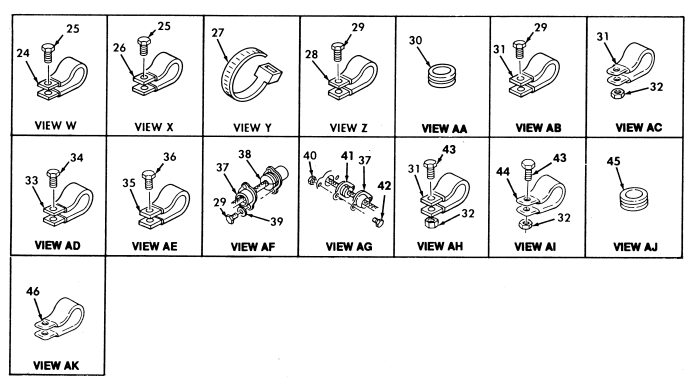 25
24
VIEW W
25
26
VIEW X
27
VIEW Y
29
28
VIEW Z
30
VIEW AA
29
31
VIEW AB
31
32
VIEW AC
34
33
VIEW AD
36
35
VIEW AE
38
37
29
39
VIEW AF
40
41
37
42
VIEW AG
43
31
32
VIEW AH
44
43
32
VIEW AI
45
VIEW AJ
46
VIEW AK